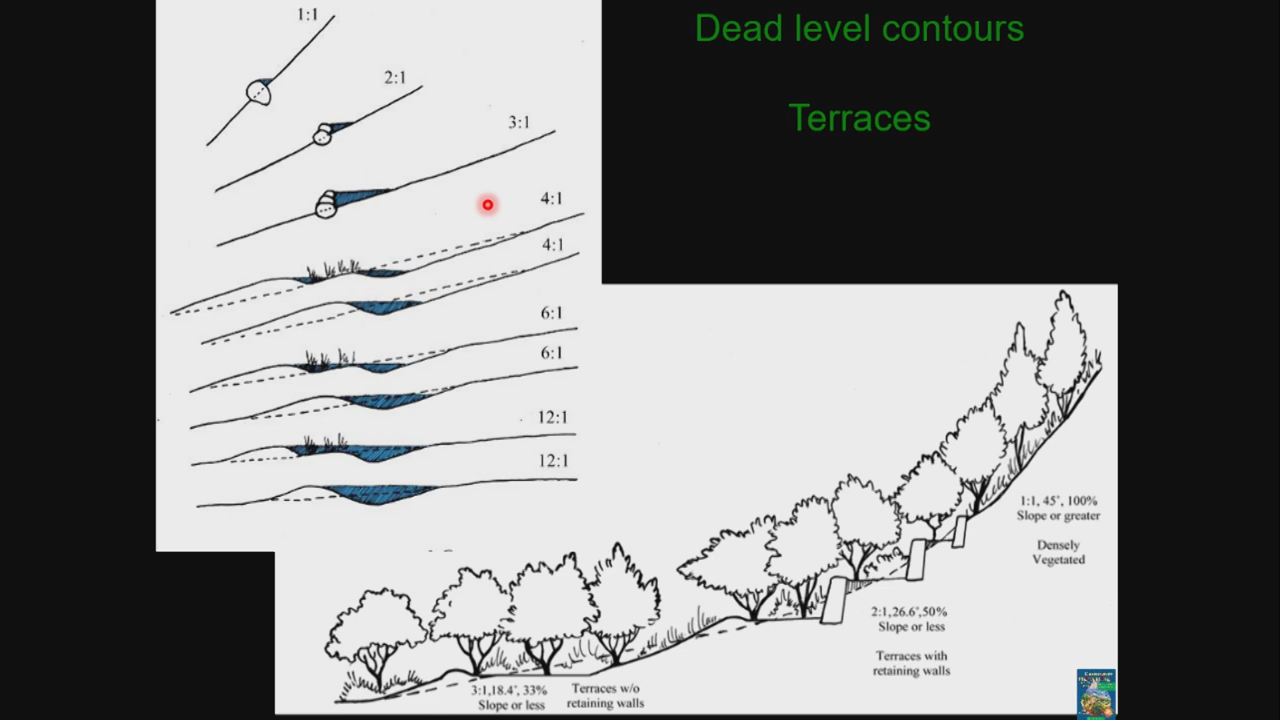 Dead level contours
Terraces
1:1
2:1
3:1
4:1
4:1
6:1
6:1
12:1
12:1
1:1, 45°, 100%
Slope or greater
Densely
Vegetated
2:1,26.6°,50%
Slope or less
Terraces with
retaining walls
3:1,18.4°, 33%
Slope or less
Terraces w/o
retaining walls